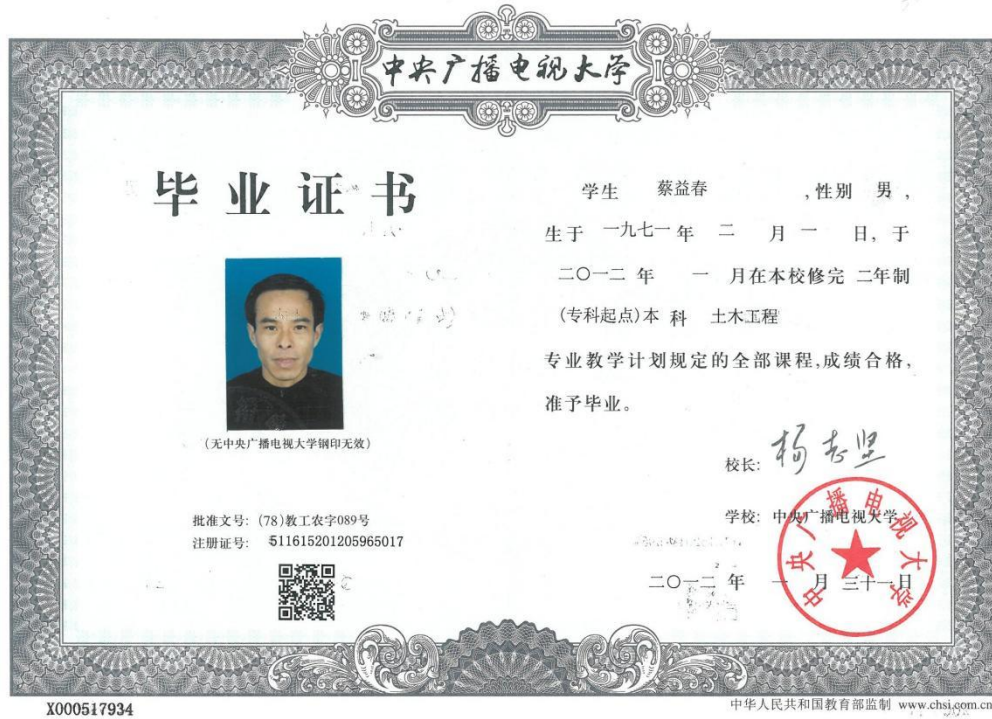 中央广播电视大学
毕业证书
(无中央广播电视大学钢印无效)
批准文号: (78)教工农字089号
注册证号: 511615201205965017
学生 蔡益春 ,性别 男,
生于 一九七一 年 二 月 一 日, 于
二〇一二 年 一 月在本校修完 二年制
(专科起点)本 科 土木工程
专业教学计划规定的全部课程,成绩合格,
准予毕业。
校长: 杨志坚
学校: 中央广播电视大学
中央广播电视大学
二〇一二 年 一 月 三十一日
X000517934
中华人民共和国教育部监制 www.chsi.com.cn